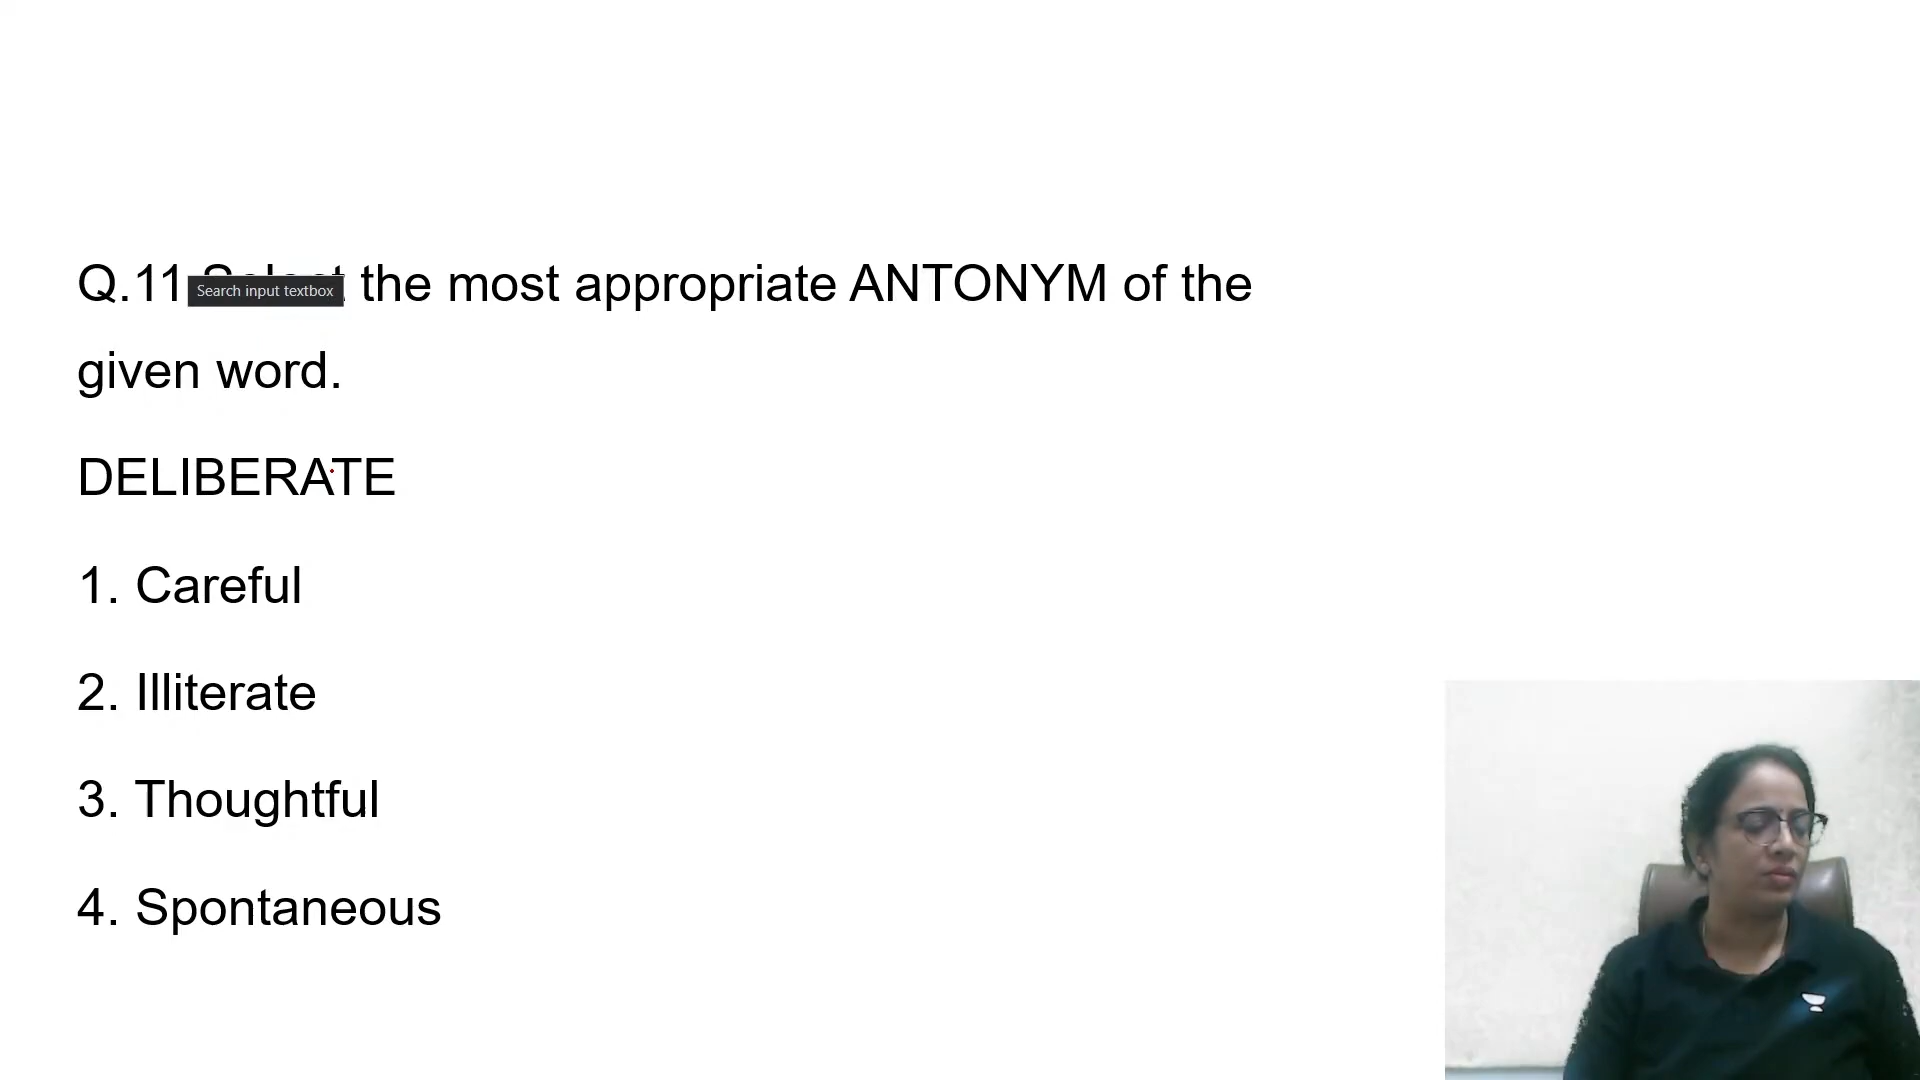 Q.11 Select the most appropriate ANTONYM of the
Search input textbox
given word.
DELIBERATE
1. Careful
2. Illiterate
3. Thoughtful
4. Spontaneous